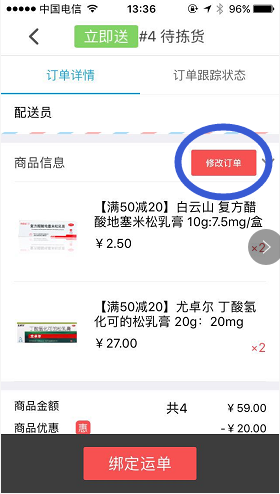 中国电信
13:36
96%
立即送 #4 待拣货
订单详情
订单跟踪状态
配送员
商品信息
修改订单
【满50减20】白云山 复方醋
酸地塞米松乳膏 10g:7.5mg/盒
￥2.50
×2
【满50减20】尤卓尔 丁酸氢
化可的松乳膏 20g：20mg
￥27.00
×2
商品金额
共4
￥59.00
商品优惠 惠
-￥20.00
绑定运单